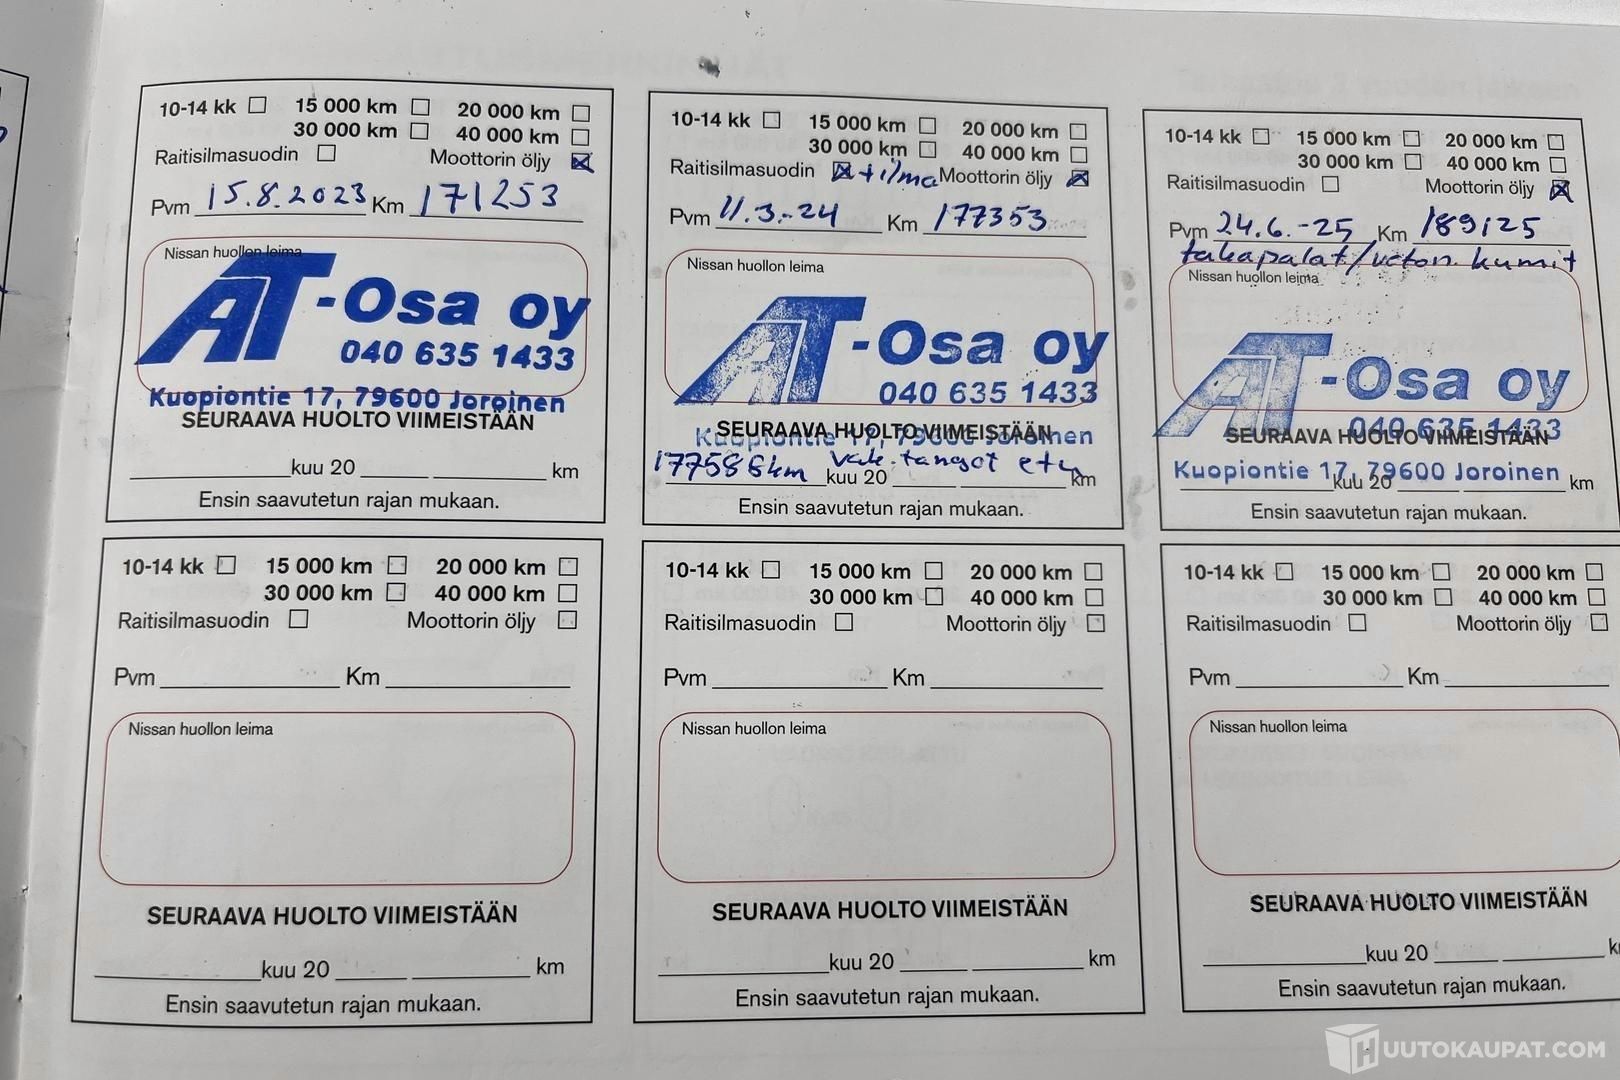 10-14 kk 15 000 km 20 000 km
30 000 km 40 000 km
Raitisilmasuodin Moottorin öljy
Pvm 15.8.2023 Km 171253
Nissan huollon leima
AT-Osa oy
040 635 1433
Kuopiontie 17, 79600 Joroinen
SEURAAVA HUOLTO VIIMEISTÄÄN
kuu 20 km
Ensin saavutetun rajan mukaan.
10-14 kk 15 000 km 20 000 km
30 000 km 40 000 km
Raitisilmasuodin +ilma Moottorin öljy
Pvm 11.3.-24 Km 177353
Nissan huollon leima
AT-Osa oy
040 635 1433
Kuopiontie 17, 79600 Joroinen
SEURAAVA HUOLTO VIIMEISTÄÄN
177586km vak.tangot etu
kuu 20 km
Ensin saavutetun rajan mukaan.
10-14 kk 15 000 km 20 000 km
30 000 km 40 000 km
Raitisilmasuodin Moottorin öljy
Pvm 24.6.-25 Km 189125
takapalat/ kumit
Nissan huollon leima
AT-Osa oy
040 635 1433
SEURAAVA HUOLTO VIIMEISTÄÄN
Kuopiontie 17, 79600 Joroinen
kuu 20 km
Ensin saavutetun rajan mukaan.
10-14 kk 15 000 km 20 000 km
30 000 km 40 000 km
Raitisilmasuodin Moottorin öljy
Pvm Km
Nissan huollon leima
SEURAAVA HUOLTO VIIMEISTÄÄN
kuu 20 km
Ensin saavutetun rajan mukaan.
10-14 kk 15 000 km 20 000 km
30 000 km 40 000 km
Raitisilmasuodin Moottorin öljy
Pvm Km
Nissan huollon leima
SEURAAVA HUOLTO VIIMEISTÄÄN
kuu 20 km
Ensin saavutetun rajan mukaan.
10-14 kk 15 000 km 20 000 km
30 000 km 40 000 km
Raitisilmasuodin Moottorin öljy
Pvm Km
Nissan huollon leima
SEURAAVA HUOLTO VIIMEISTÄÄN
kuu 20 k
Ensin saavutetun rajan mukaan.
HUUTOKAUPAT.COM